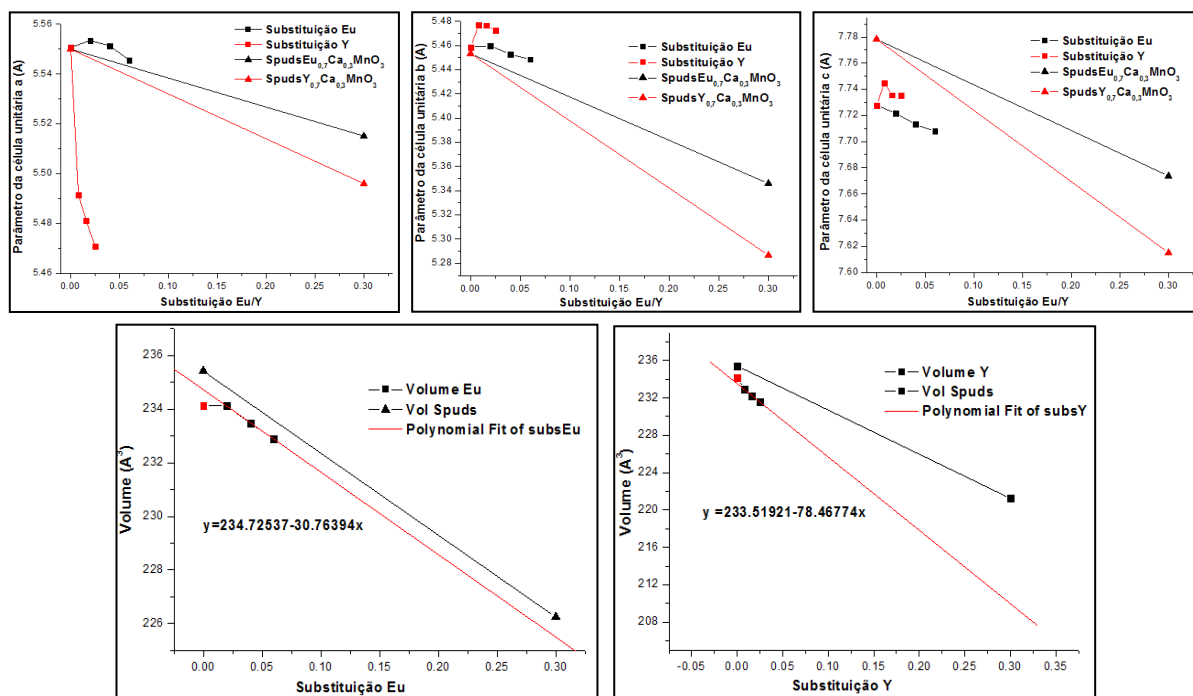 Parâmetro da célula unitária a (A)
5.56
5.54
5.52
5.50
5.48
5.46
Substituição Eu
Substituição Y
SpudsEu0,7Ca0,3MnO3
SpudsY0,7Ca0,3MnO3
0.00 0.05 0.10 0.15 0.20 0.25 0.30
Substituição Eu/Y
Parâmetro da célula unitária b (A)
5.48
5.46
5.44
5.42
5.40
5.38
5.36
5.34
5.32
5.30
5.28
Substituição Eu
Substituição Y
SpudsEu0,7Ca0,3MnO3
SpudsY0,7Ca0,3MnO3
0.00 0.05 0.10 0.15 0.20 0.25 0.30
Substituição Eu/Y
Parâmetro da célula unitária c (A)
7.78
7.76
7.74
7.72
7.70
7.68
7.66
7.64
7.62
7.60
Substituição Eu
Substituição Y
SpudsEu0,7Ca0,3MnO3
SpudsY0,7Ca0,3MnO3
0.00 0.05 0.10 0.15 0.20 0.25 0.30
Substituição Eu/Y
Volume (A3)
236
235
233
232
230
229
228
226
Volume Eu
Vol Spuds
Polynomial Fit of subsEu
y=234.72537-30.76394x
0.00 0.05 0.10 0.15 0.20 0.25 0.30
Substituição Eu
Volume (A3)
236
232
228
224
220
216
212
208
Volume Y
Vol Spuds
Polynomial Fit of subsY
y =233.51921-78.46774x
-0.05 0.00 0.05 0.10 0.15 0.20 0.25 0.30 0.35
Substituição Y